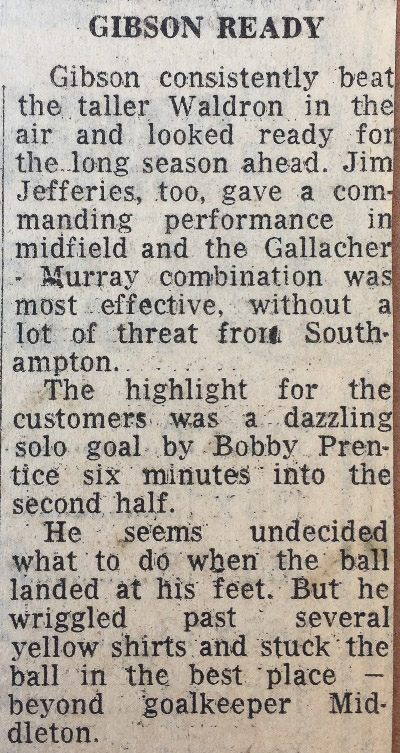 GIBSON READY
Gibson consistently beat
the taller Waldron in the
air and looked ready for
the long season ahead. Jim
Jefferies, too, gave a com-
manding performance in
midfield and the Gallacher
- Murray combination was
most effective, without a
lot of threat from South-
ampton.
The highlight for the
customers was a dazzling
solo goal by Bobby Pren-
tice six minutes into the
second half.
He seems undecided
what to do when the ball
landed at his feet. But he
wriggled past several
yellow shirts and stuck the
ball in the best place —
beyond goalkeeper Mid-
dleton.